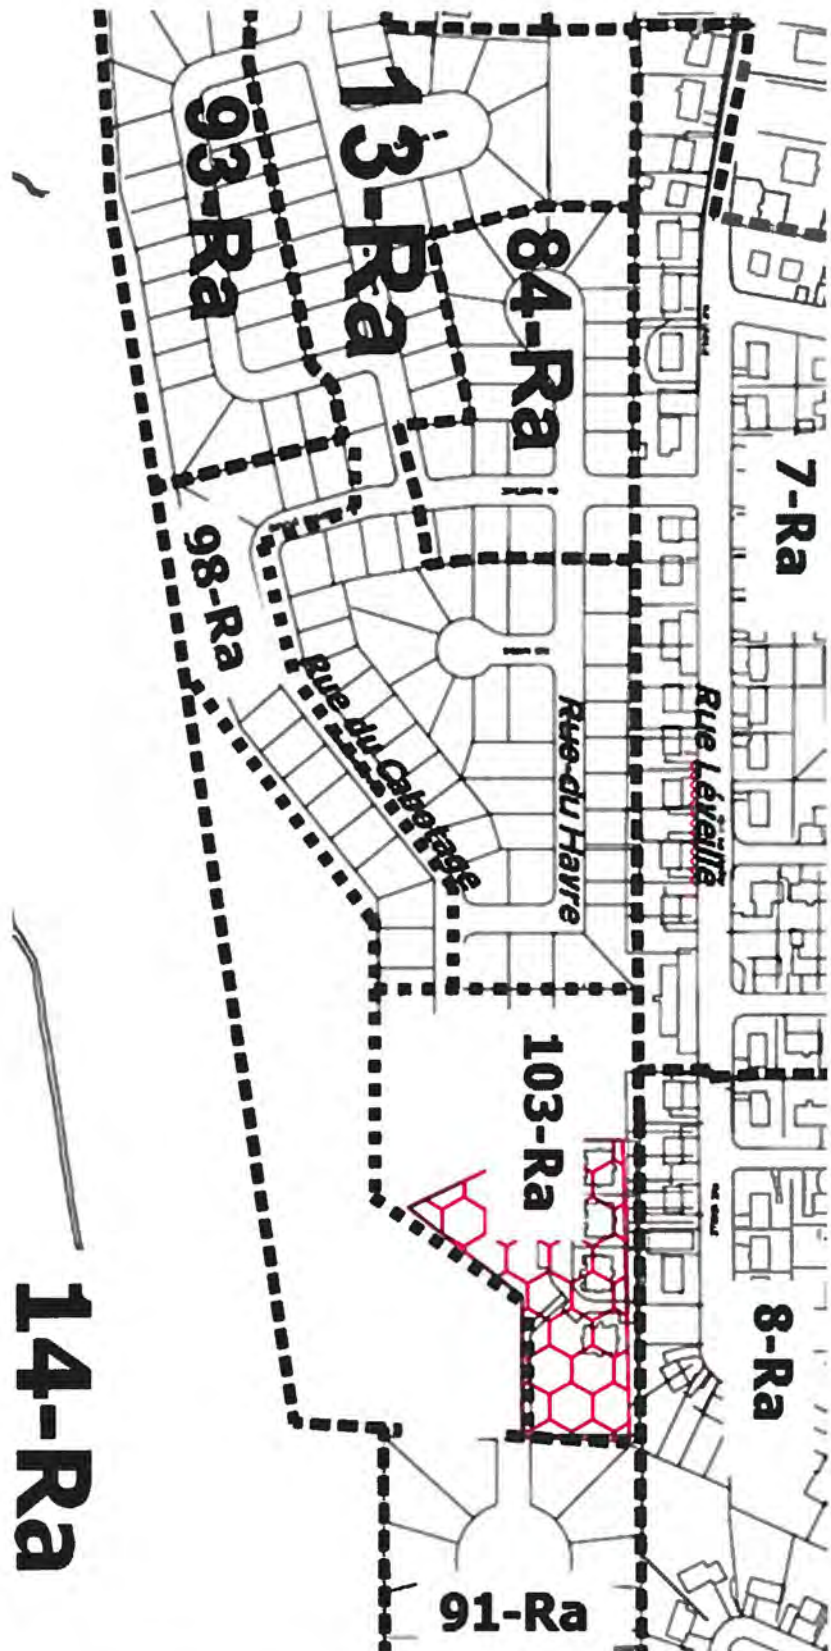 13-Ra
93-Ra
84-Ra
7-Ra
98-Ra
Rue du Cabotage
Rue du Havre
Rue Léveillé
103-Ra
8-Ra
14-Ra
91-Ra